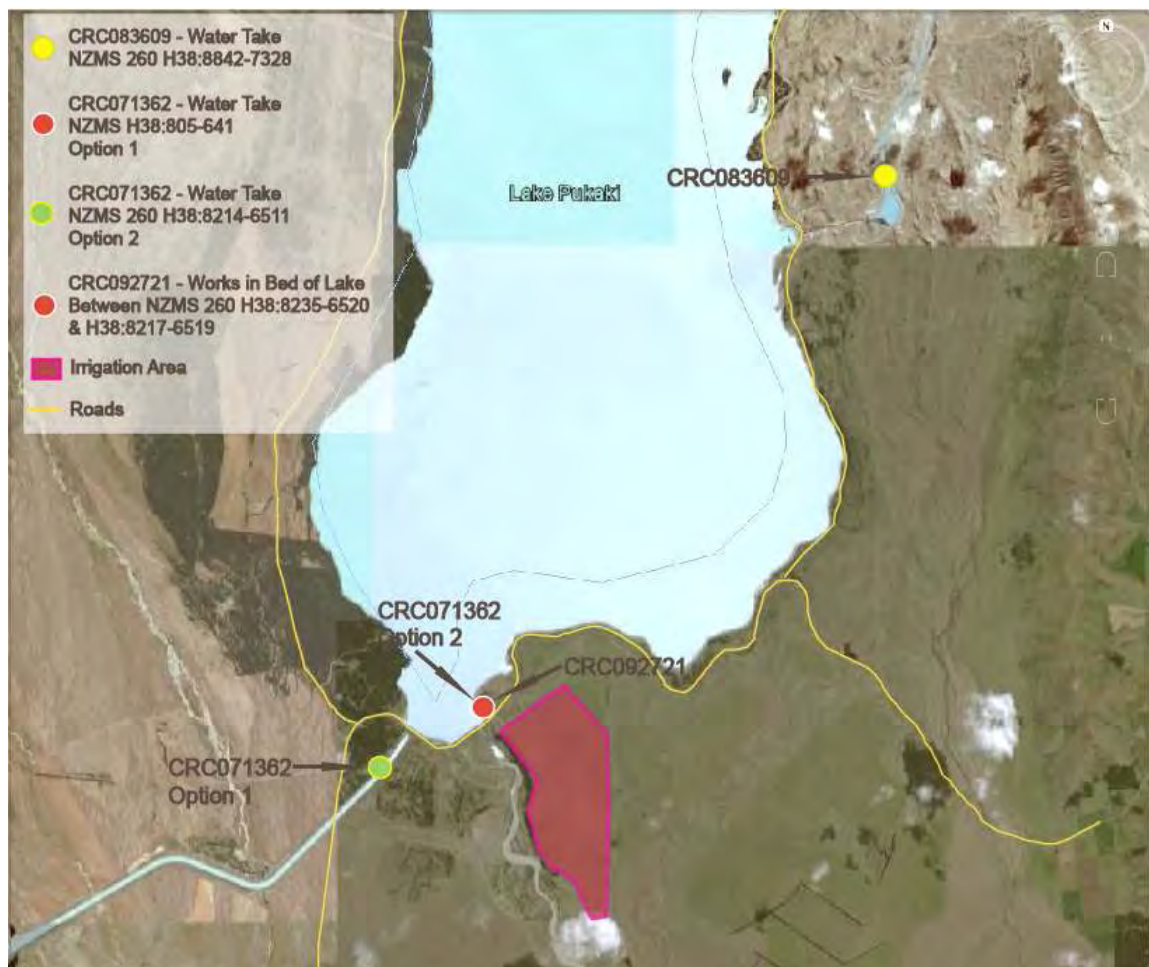 CRC083609 - Water Take
NZMS 260 H38:8842-7328
CRC071362 - Water Take
NZMS H38:805-641
Option 1
CRC071362 - Water Take
NZMS 260 H38:8214-6511
Option 2
CRC092721 - Works in Bed of Lake
Between NZMS 260 H38:8235-6520
& H38:8217-6519
Irrigation Area
Roads
N
Lake Pukaki
CRC083609
CRC071362
Option 2
CRC092721
CRC071362
Option 1